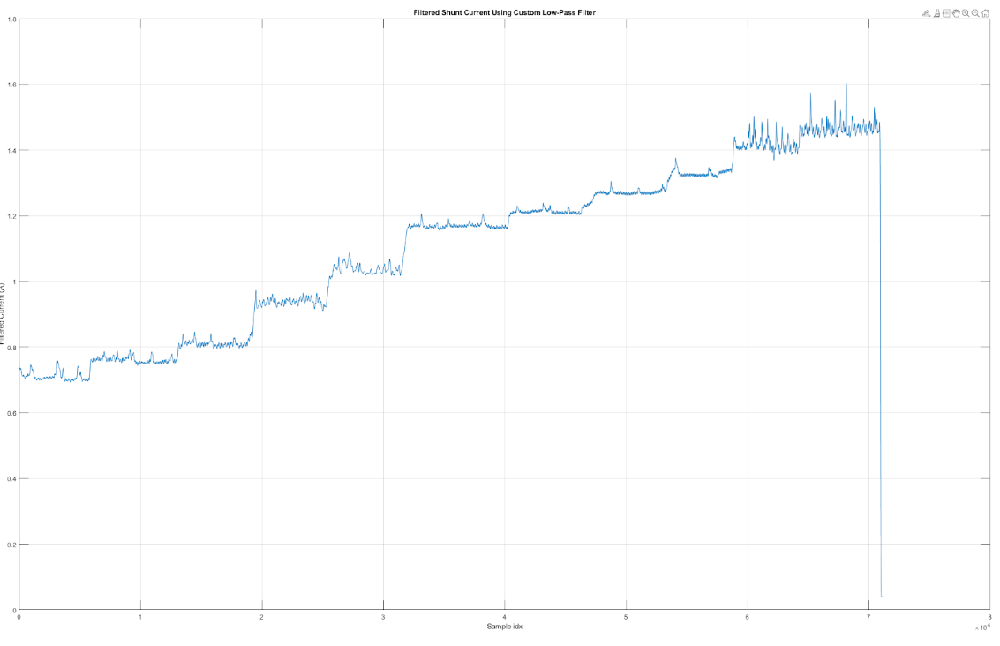 Filtered Shunt Current Using Custom Low-Pass Filter
1.8
1.6
1.4
1.2
1
0.8
0.6
0.4
0.2
0
Filtered Current (A)
0 1 2 3 4 5 6 7 8
Sample idx
×10⁴